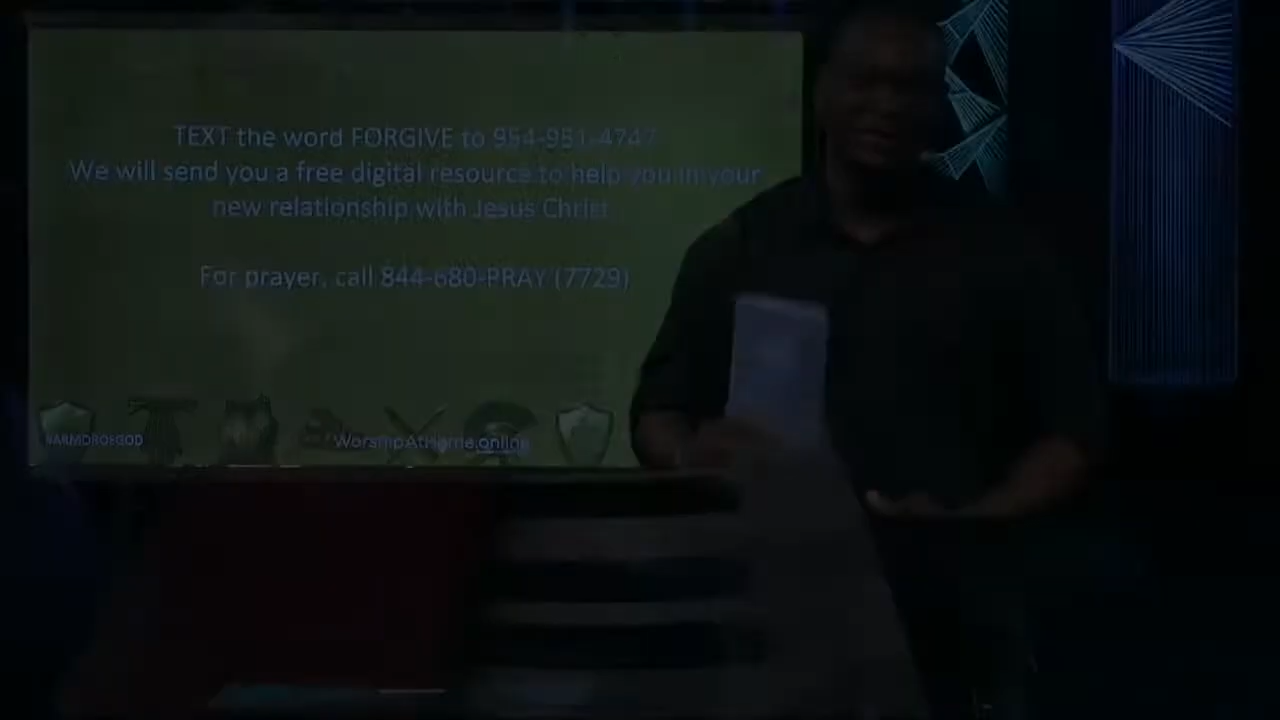 TEXT the word FORGIVE to 954-951-4747
We will send you a free digital resource to help you in your
new relationship with Jesus Christ
For prayer, call 844-680-PRAY (7729)
#ARMOROFGOD
WorshipAtHome.online